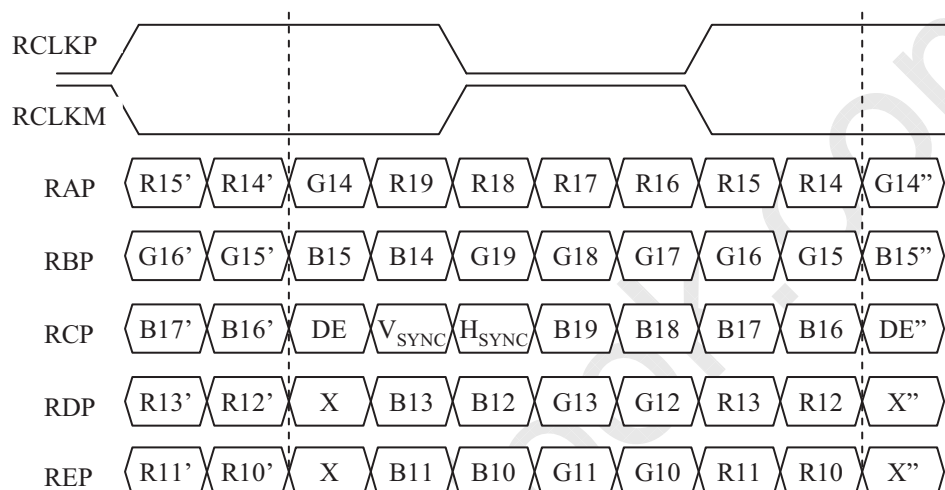 RCLKP
RCLKM
RAP R15’ R14’ G14 R19 R18 R17 R16 R15 R14 G14”
RBP G16’ G15’ B15 B14 G19 G18 G17 G16 G15 B15”
RCP B17’ B16’ DE VSYNC HSYNC B19 B18 B17 B16 DE”
RDP R13’ R12’ X B13 B12 G13 G12 R13 R12 X”
REP R11’ R10’ X B11 B10 G11 G10 R11 R10 X”